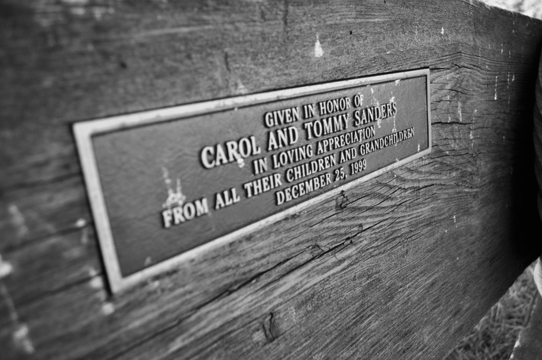 GIVEN IN HONOR OF
CAROL AND TOMMY SANDERS
IN LOVING APPRECIATION
FROM ALL THEIR CHILDREN AND GRANDCHILDREN
DECEMBER 25, 1999